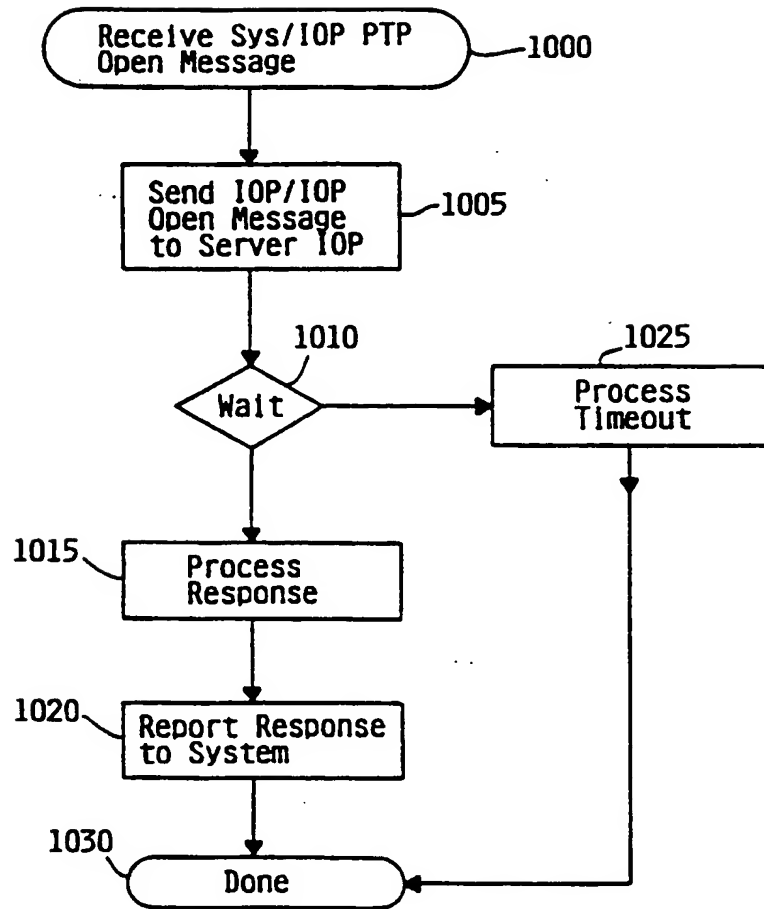 Receive Sys/IOP PTP
Open Message
1000
Send IOP/IOP
Open Message
to Server IOP
1005
1010
Wait
1025
Process
Timeout
1015
Process
Response
1020
Report Response
to System
1030
Done